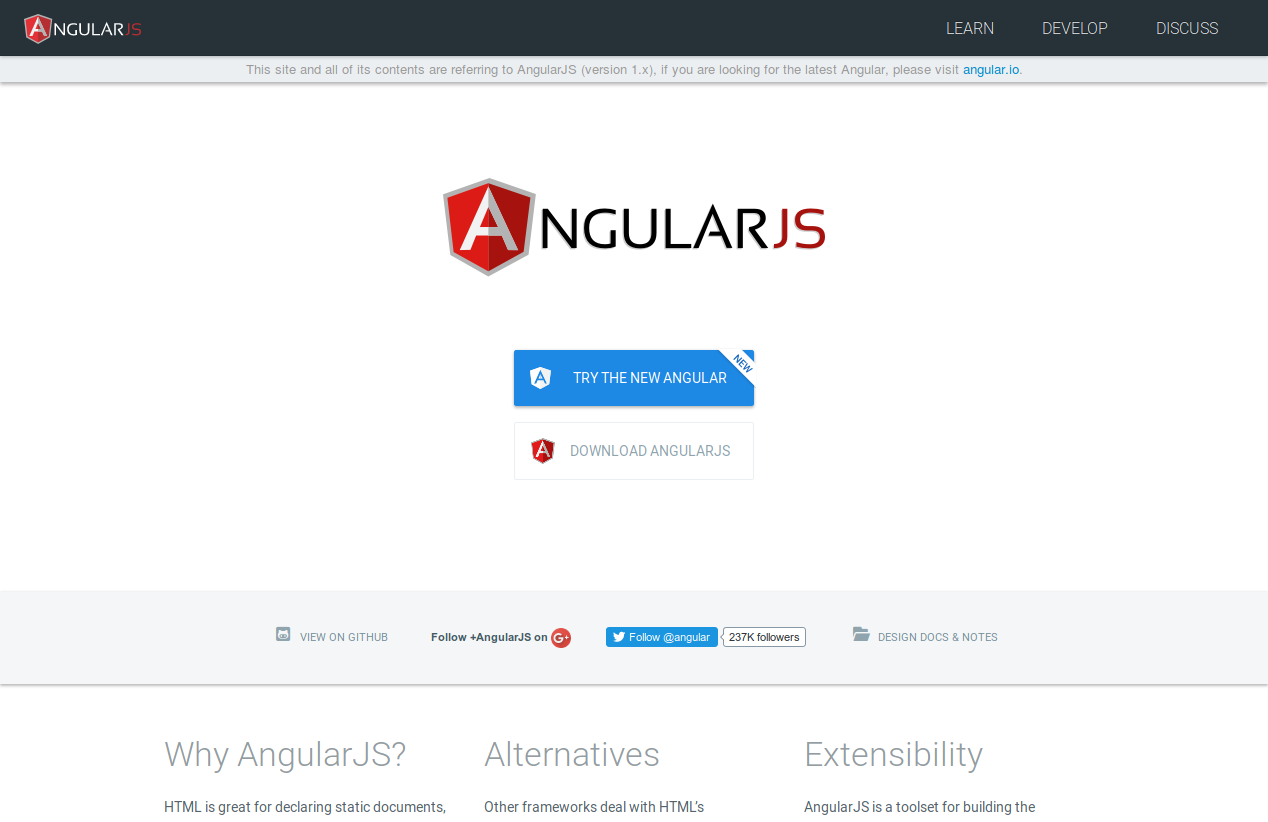 ANGULARJS
LEARN DEVELOP DISCUSS
This site and all of its contents are referring to AngularJS (version 1.x), if you are looking for the latest Angular, please visit angular.io.
ANGULARJS
TRY THE NEW ANGULAR
NEW
DOWNLOAD ANGULARJS
VIEW ON GITHUB Follow +AngularJS on G+ Follow @angular 237K followers DESIGN DOCS & NOTES
Why AngularJS?
HTML is great for declaring static documents,
Alternatives
Other frameworks deal with HTML's
Extensibility
AngularJS is a toolset for building the